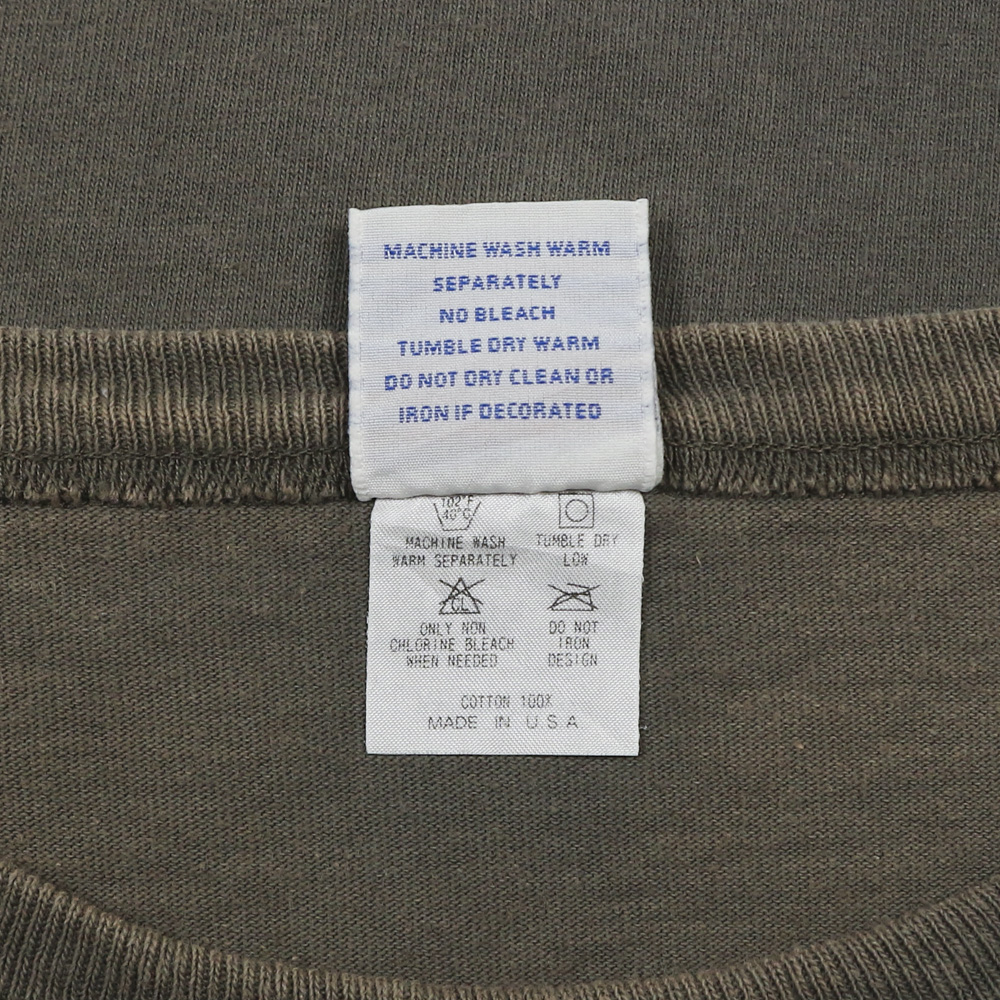 MACHINE WASH WARM
SEPARATELY
NO BLEACH
TUMBLE DRY WARM
DO NOT DRY CLEAN OR
IRON IF DECORATED
102°F
40°C
MACHINE WASH
WARM SEPARATELY
TUMBLE DRY
LOW
CL
ONLY NON
CHLORINE BLEACH
WHEN NEEDED
DO NOT
IRON
DESIGN
COTTON 100%
MADE IN U S A